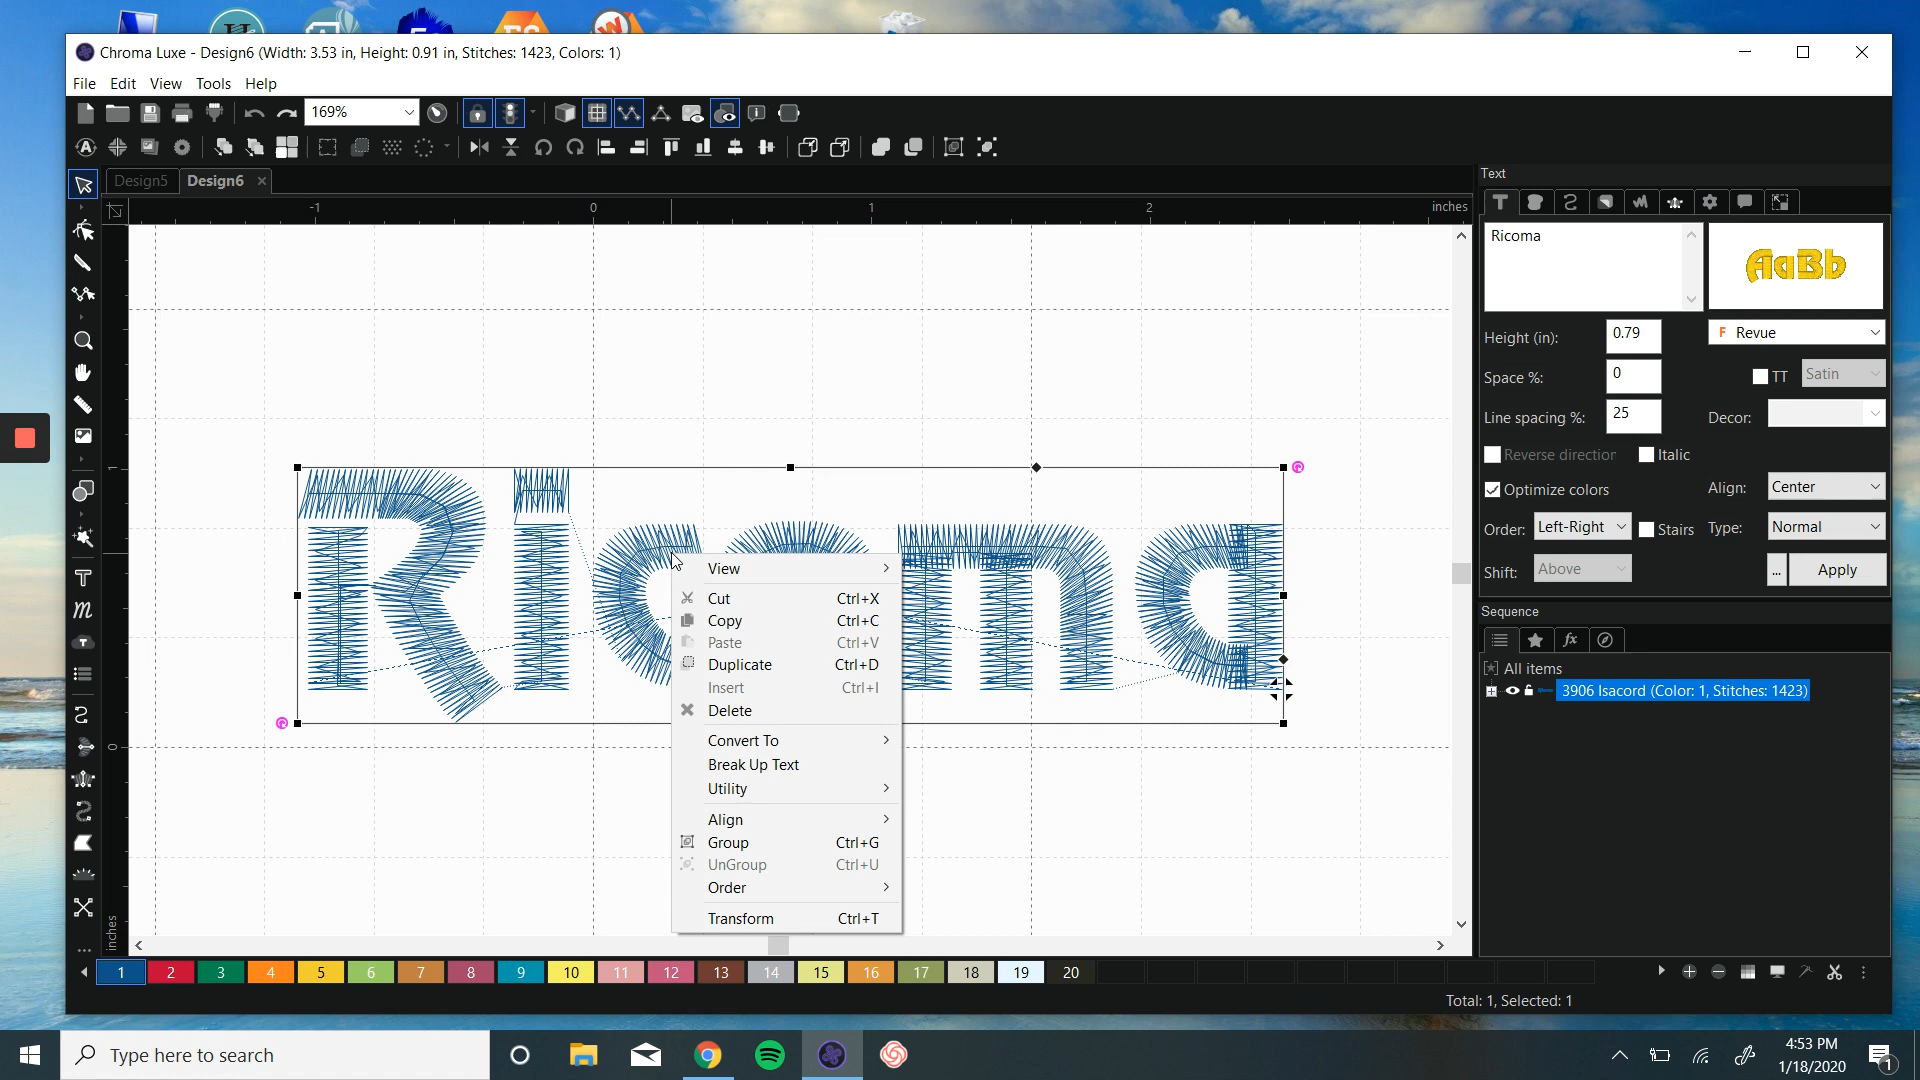 Chroma Luxe - Design6 (Width: 3.53 in, Height: 0.91 in, Stitches: 1423, Colors: 1)
File Edit View Tools Help
169%
Design5 Design6
-1 0 1 2 inches
Text
Ricoma
AaBb
Height (in): 0.79
F Revue
Space %: 0
TT Satin
Line spacing %: 25
Decor:
Reverse direction Italic
Optimize colors
Align: Center
Order: Left-Right Stairs Type: Normal
Shift: Above ... Apply
Sequence
All items
3906 Isacord (Color: 1, Stitches: 1423)
1
0
inches
Ricoma
View
Cut Ctrl+X
Copy Ctrl+C
Paste Ctrl+V
Duplicate Ctrl+D
Insert Ctrl+I
Delete
Convert To
Break Up Text
Utility
Align
Group Ctrl+G
UnGroup Ctrl+U
Order
Transform Ctrl+T
1 2 3 4 5 6 7 8 9 10 11 12 13 14 15 16 17 18 19 20
Total: 1, Selected: 1
Type here to search
4:53 PM
1/18/2020
1